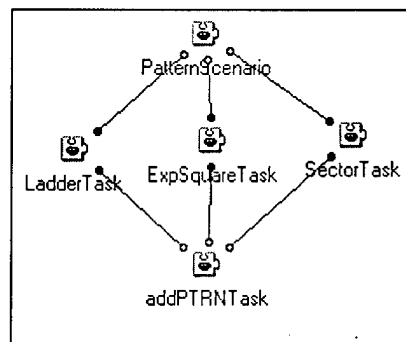 PatternScenario
LadderTask
ExpSquareTask
SectorTask
addPTRNTask